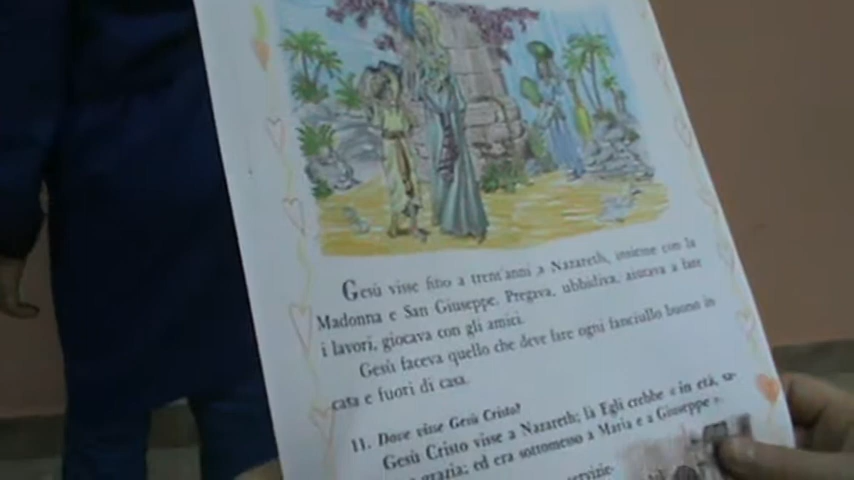 Gesù visse fino a trent'anni a Nazareth, insieme con la
Madonna e San Giuseppe. Pregava, ubbidiva, aiutava a fare
i lavori, giocava con gli amici.
Gesù faceva quello che deve fare ogni fanciullo buono in
casa e fuori di casa.
11. Dove visse Gesù Cristo?
Gesù Cristo visse a Nazareth; là Egli crebbe « in età, sa-
e grazia; ed era sottomesso a Maria e a Giuseppe ».